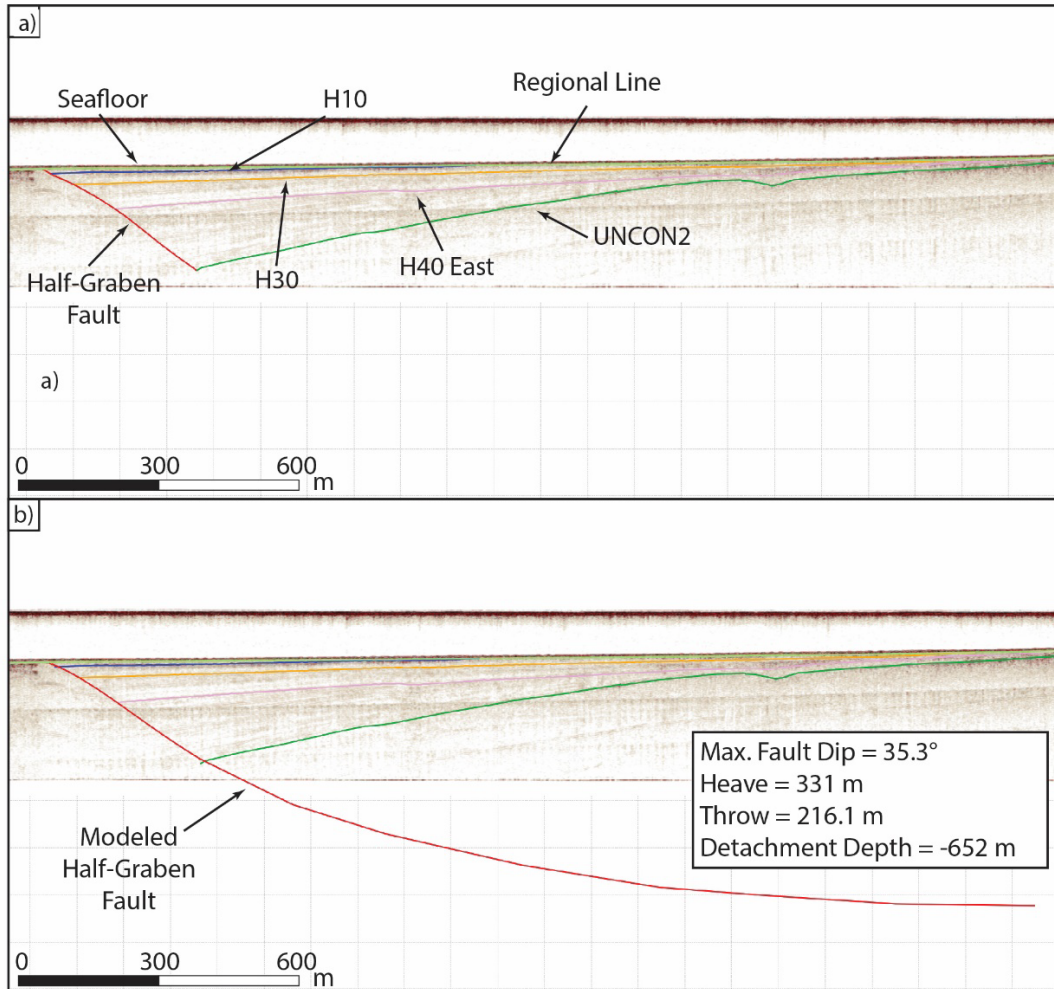 a)
Seafloor
H10
Regional Line
Half-Graben
Fault
H30
H40 East
UNCON2
a)
0 300 600
m
b)
Modeled
Half-Graben
Fault
Max. Fault Dip = 35.3°
Heave = 331 m
Throw = 216.1 m
Detachment Depth = -652 m
0 300 600
m